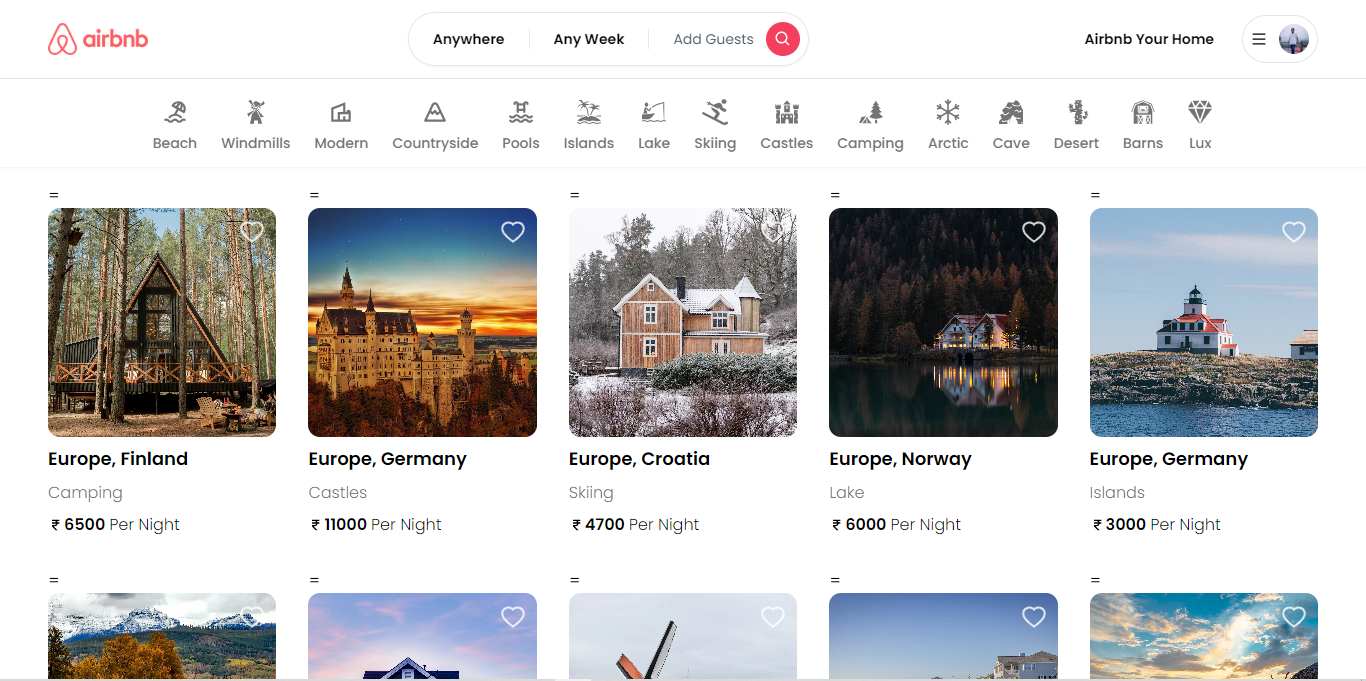 airbnb
Anywhere Any Week Add Guests
Airbnb Your Home
Beach Windmills Modern Countryside Pools Islands Lake Skiing Castles Camping Arctic Cave Desert Barns Lux
= = = = =
Europe, Finland Europe, Germany Europe, Croatia Europe, Norway Europe, Germany
Camping Castles Skiing Lake Islands
₹ 6500 Per Night ₹ 11000 Per Night ₹ 4700 Per Night ₹ 6000 Per Night ₹ 3000 Per Night
= = = = =